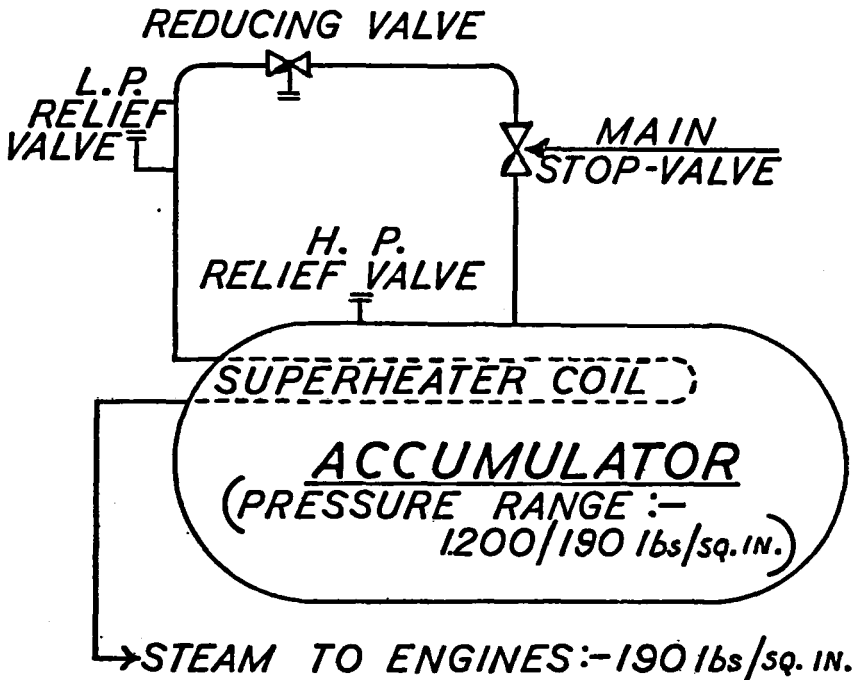 REDUCING VALVE
L.P.
RELIEF
VALVE
MAIN
STOP-VALVE
H. P.
RELIEF VALVE
SUPERHEATER COIL
ACCUMULATOR
(PRESSURE RANGE :-
1200/190 lbs/SQ. IN.)
STEAM TO ENGINES:-190 lbs/SQ. IN.